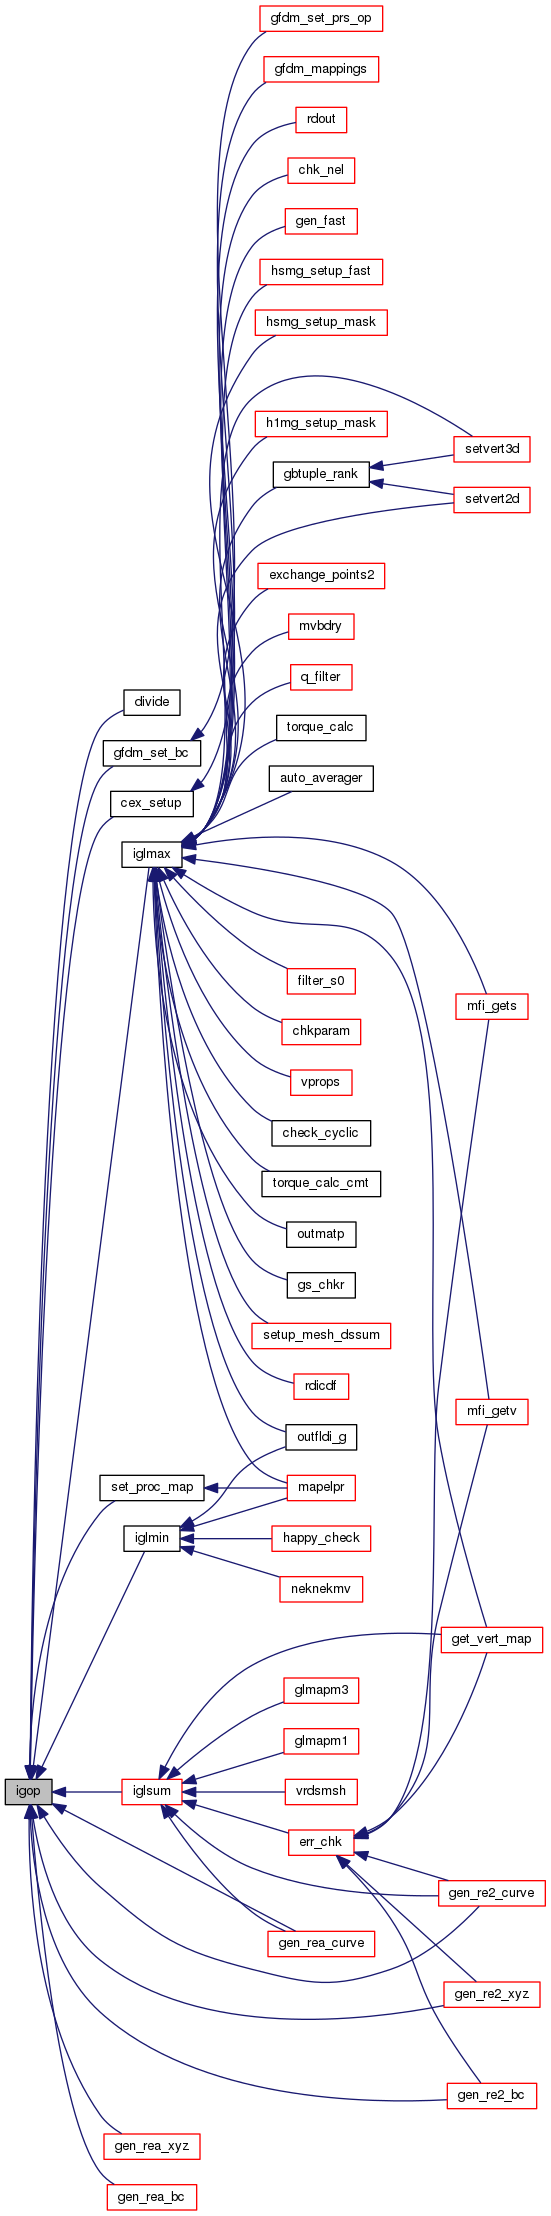 gfdm_set_prs_op
gfdm_mappings
rdout
chk_nel
gen_fast
hsmg_setup_fast
hsmg_setup_mask
h1mg_setup_mask
setvert3d
gbtuple_rank
setvert2d
exchange_points2
mvbdry
q_filter
divide
torque_calc
gfdm_set_bc
auto_averager
cex_setup
iglmax
filter_s0
mfi_gets
chkparam
vprops
check_cyclic
torque_calc_cmt
outmatp
gs_chkr
setup_mesh_dssum
rdicdf
mfi_getv
outfldi_g
set_proc_map
mapelpr
iglmin
happy_check
neknekmv
get_vert_map
glmapm3
glmapm1
igop
iglsum
vrdsmsh
err_chk
gen_re2_curve
gen_rea_curve
gen_re2_xyz
gen_re2_bc
gen_rea_xyz
gen_rea_bc